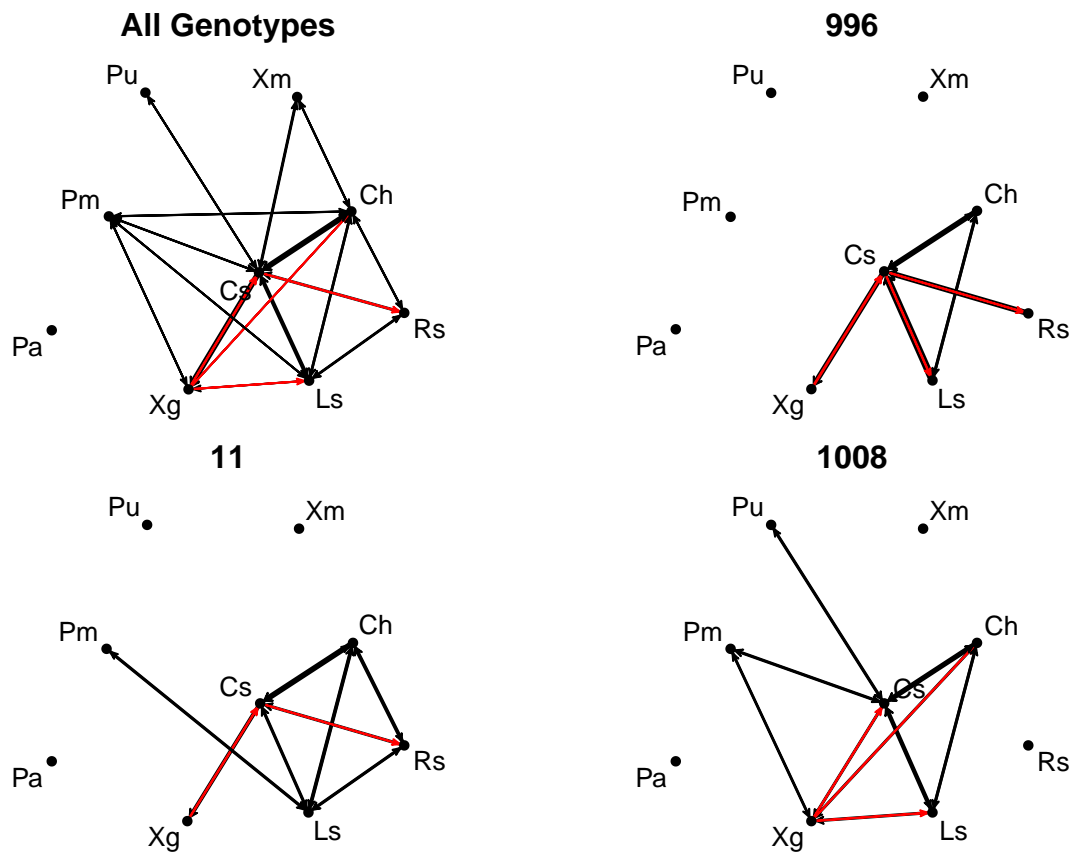 All Genotypes
Pu
Xm
Pm
Ch
Cs
Pa
Rs
Xg
Ls
996
Pu
Xm
Pm
Ch
Cs
Pa
Rs
Xg
Ls
11
Pu
Xm
Pm
Ch
Cs
Pa
Rs
Xg
Ls
1008
Pu
Xm
Pm
Ch
Cs
Pa
Rs
Xg
Ls